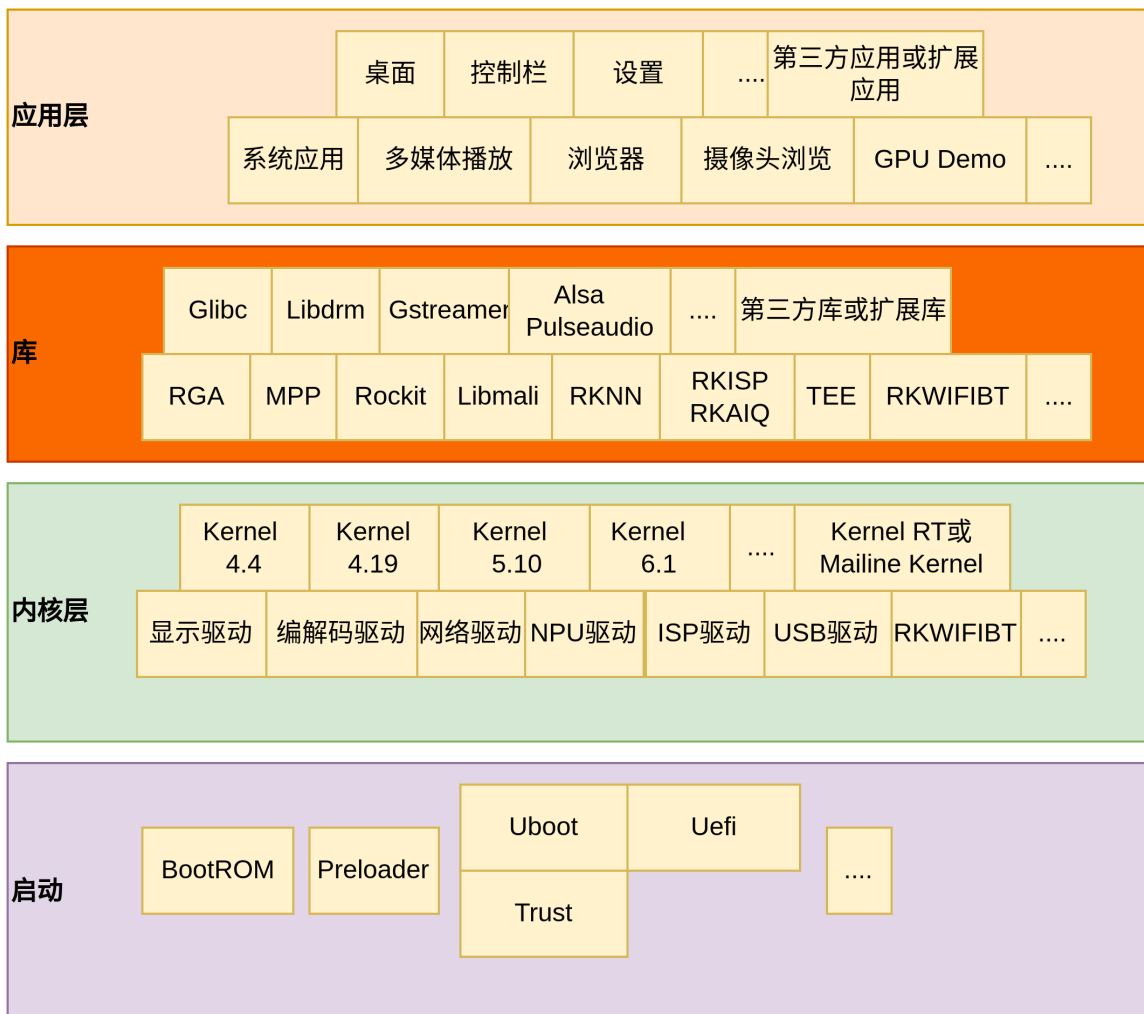 应用层
桌面
控制栏
设置
....
第三方应用或扩展
应用
系统应用
多媒体播放
浏览器
摄像头浏览
GPU Demo
....
库
Glibc
Libdrm
Gstreamer
Alsa
Pulseaudio
....
第三方库或扩展库
RGA
MPP
Rockit
Libmali
RKNN
RKISP
RKAIQ
TEE
RKWIFIBT
....
内核层
Kernel
4.4
Kernel
4.19
Kernel
5.10
Kernel
6.1
....
Kernel RT或
Mailine Kernel
显示驱动
编解码驱动
网络驱动
NPU驱动
ISP驱动
USB驱动
RKWIFIBT
....
启动
BootROM
Preloader
Uboot
Uefi
Trust
....